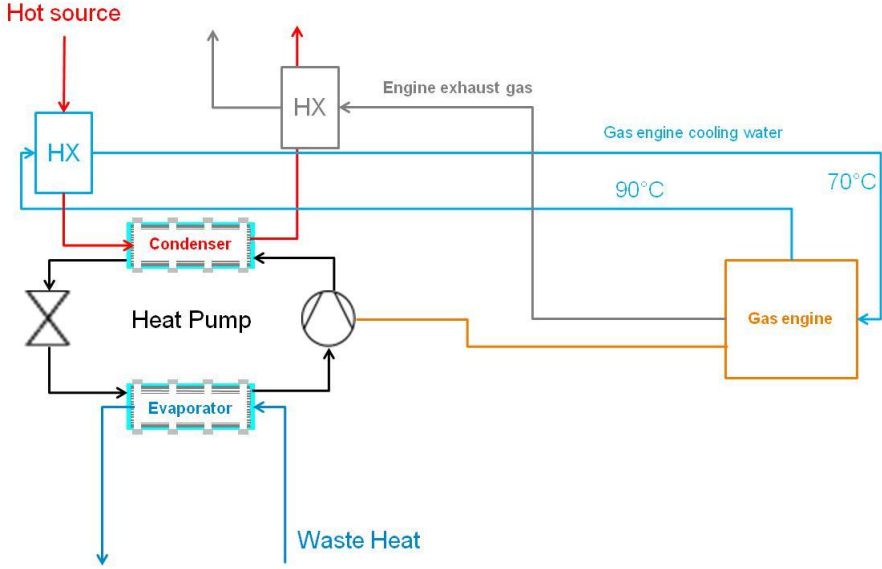 Hot source
HX
Engine exhaust gas
HX
Gas engine cooling water
90°C
70°C
Condenser
Heat Pump
Gas engine
Evaporator
Waste Heat